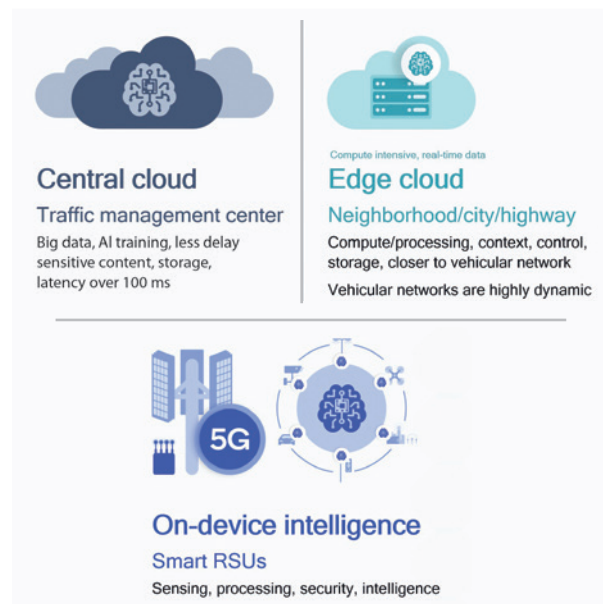 Central cloud
Traffic management center
Big data, AI training, less delay
sensitive content, storage,
latency over 100 ms
Compute intensive, real-time data
Edge cloud
Neighborhood/city/highway
Compute/processing, context, control,
storage, closer to vehicular network
Vehicular networks are highly dynamic
5G
On-device intelligence
Smart RSUs
Sensing, processing, security, intelligence